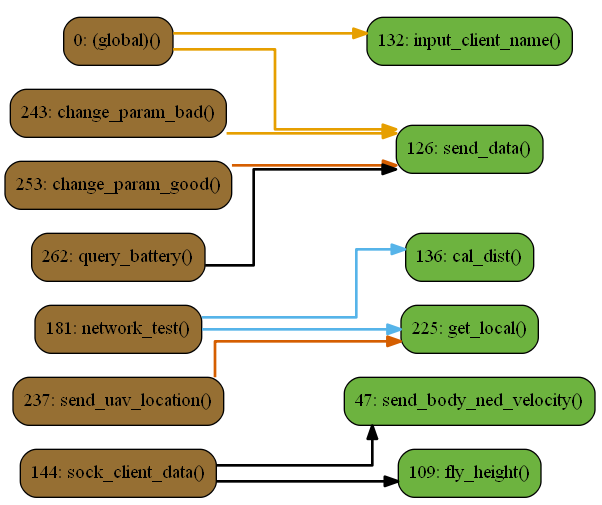 0: (global)()
132: input_client_name()
243: change_param_bad()
126: send_data()
253: change_param_good()
262: query_battery()
136: cal_dist()
181: network_test()
225: get_local()
237: send_uav_location()
47: send_body_ned_velocity()
144: sock_client_data()
109: fly_height()